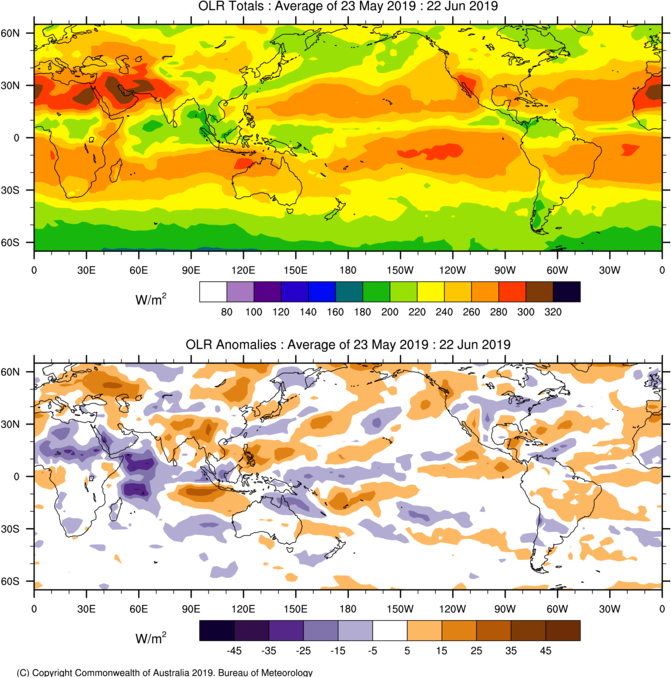 OLR Totals : Average of 23 May 2019 : 22 Jun 2019
60N
30N
0
30S
60S
0 30E 60E 90E 120E 150E 180 150W 120W 90W 60W 30W 0
W/m²
80 100 120 140 160 180 200 220 240 260 280 300 320
OLR Anomalies : Average of 23 May 2019 : 22 Jun 2019
60N
30N
0
30S
60S
0 30E 60E 90E 120E 150E 180 150W 120W 90W 60W 30W 0
W/m²
-45 -35 -25 -15 -5 5 15 25 35 45
(C) Copyright Commonwealth of Australia 2019. Bureau of Meteorology